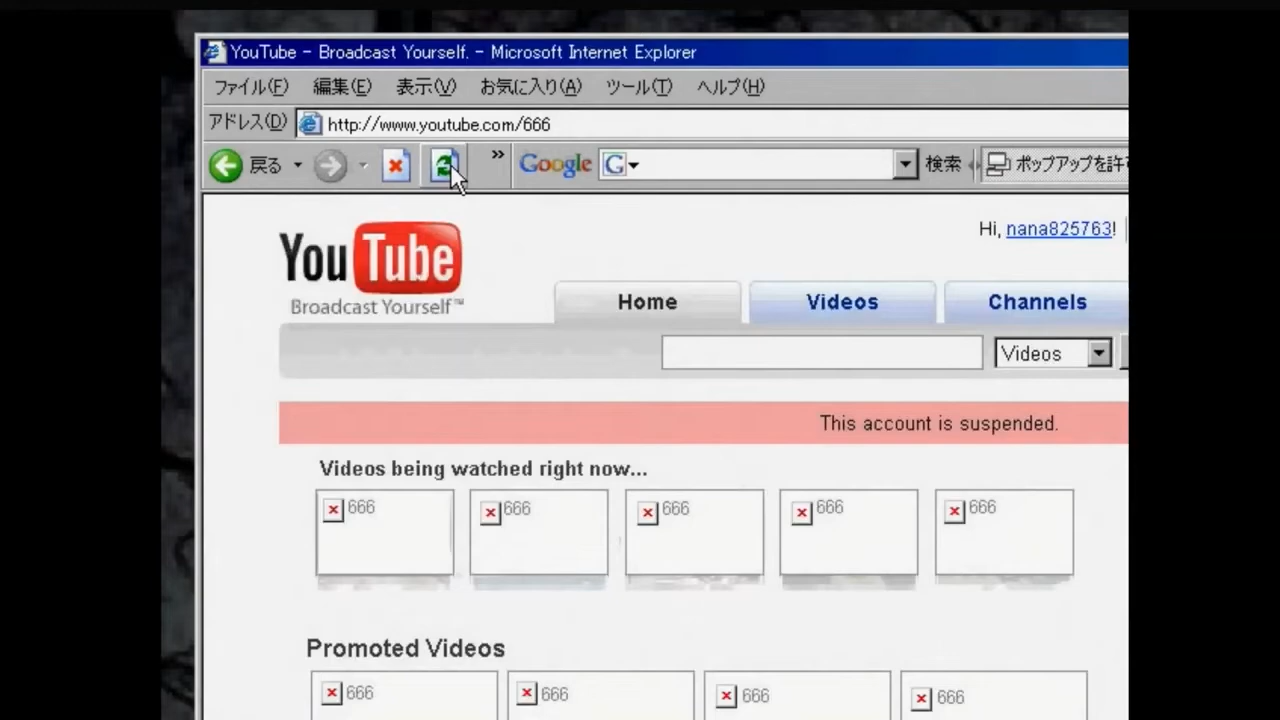 YouTube - Broadcast Yourself. - Microsoft Internet Explorer
ファイル(F) 編集(E) 表示(V) お気に入り(A) ツール(T) ヘルプ(H)
アドレス(D) http://www.youtube.com/666
戻る » Google G 検索 ポップアップを許
YouTube
Broadcast Yourself™
Hi, nana825763!
Home Videos Channels
Videos
This account is suspended.
Videos being watched right now...
666 666 666 666 666
Promoted Videos
666 666 666 666